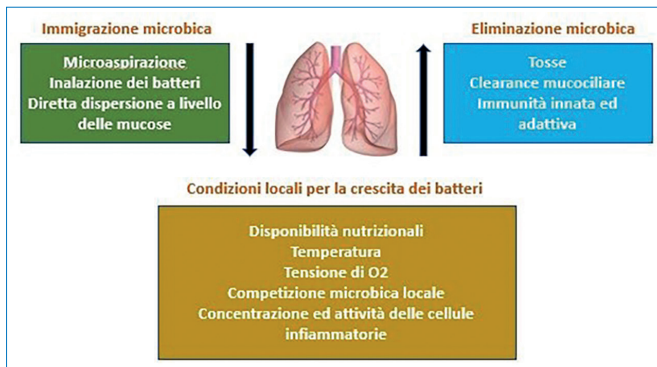 Immigrazione microbica
Microaspirazione
Inalazione dei batteri
Diretta dispersione a livello
delle mucose
Eliminazione microbica
Tosse
Clearance mucociliare
Immunità innata ed
adattiva
Condizioni locali per la crescita dei batteri
Disponibilità nutrizionali
Temperatura
Tensione di O2
Competizione microbica locale
Concentrazione ed attività delle cellule
infiammatorie